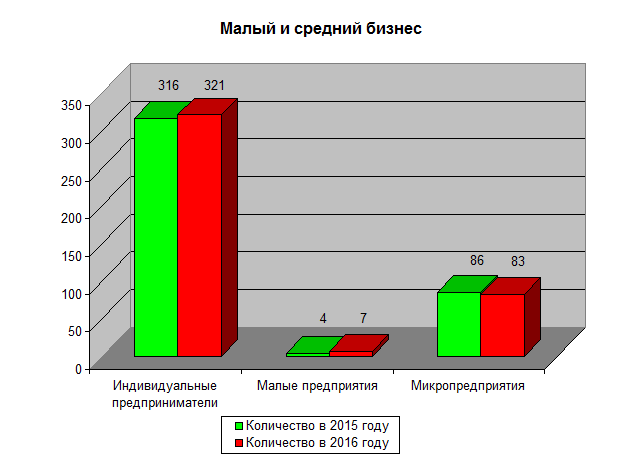 Малый и средний бизнес
316
321
350
300
250
200
150
100
50
0
4
7
86
83
Индивидуальные
предприниматели
Малые предприятия
Микропредприятия
Количество в 2015 году
Количество в 2016 году